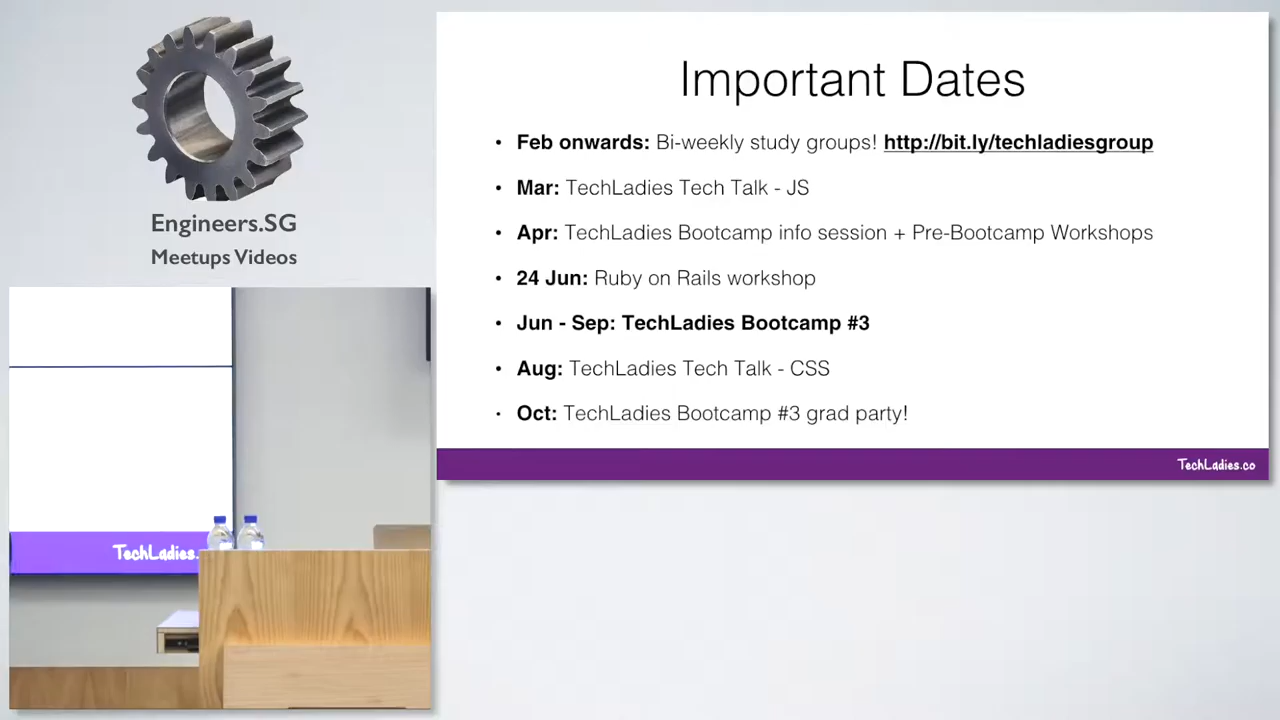 Engineers.SG
Meetups Videos
Important Dates
• Feb onwards: Bi-weekly study groups! http://bit.ly/techladiesgroup
• Mar: TechLadies Tech Talk - JS
• Apr: TechLadies Bootcamp info session + Pre-Bootcamp Workshops
• 24 Jun: Ruby on Rails workshop
• Jun - Sep: TechLadies Bootcamp #3
• Aug: TechLadies Tech Talk - CSS
• Oct: TechLadies Bootcamp #3 grad party!
TechLadies.co
TechLadies.